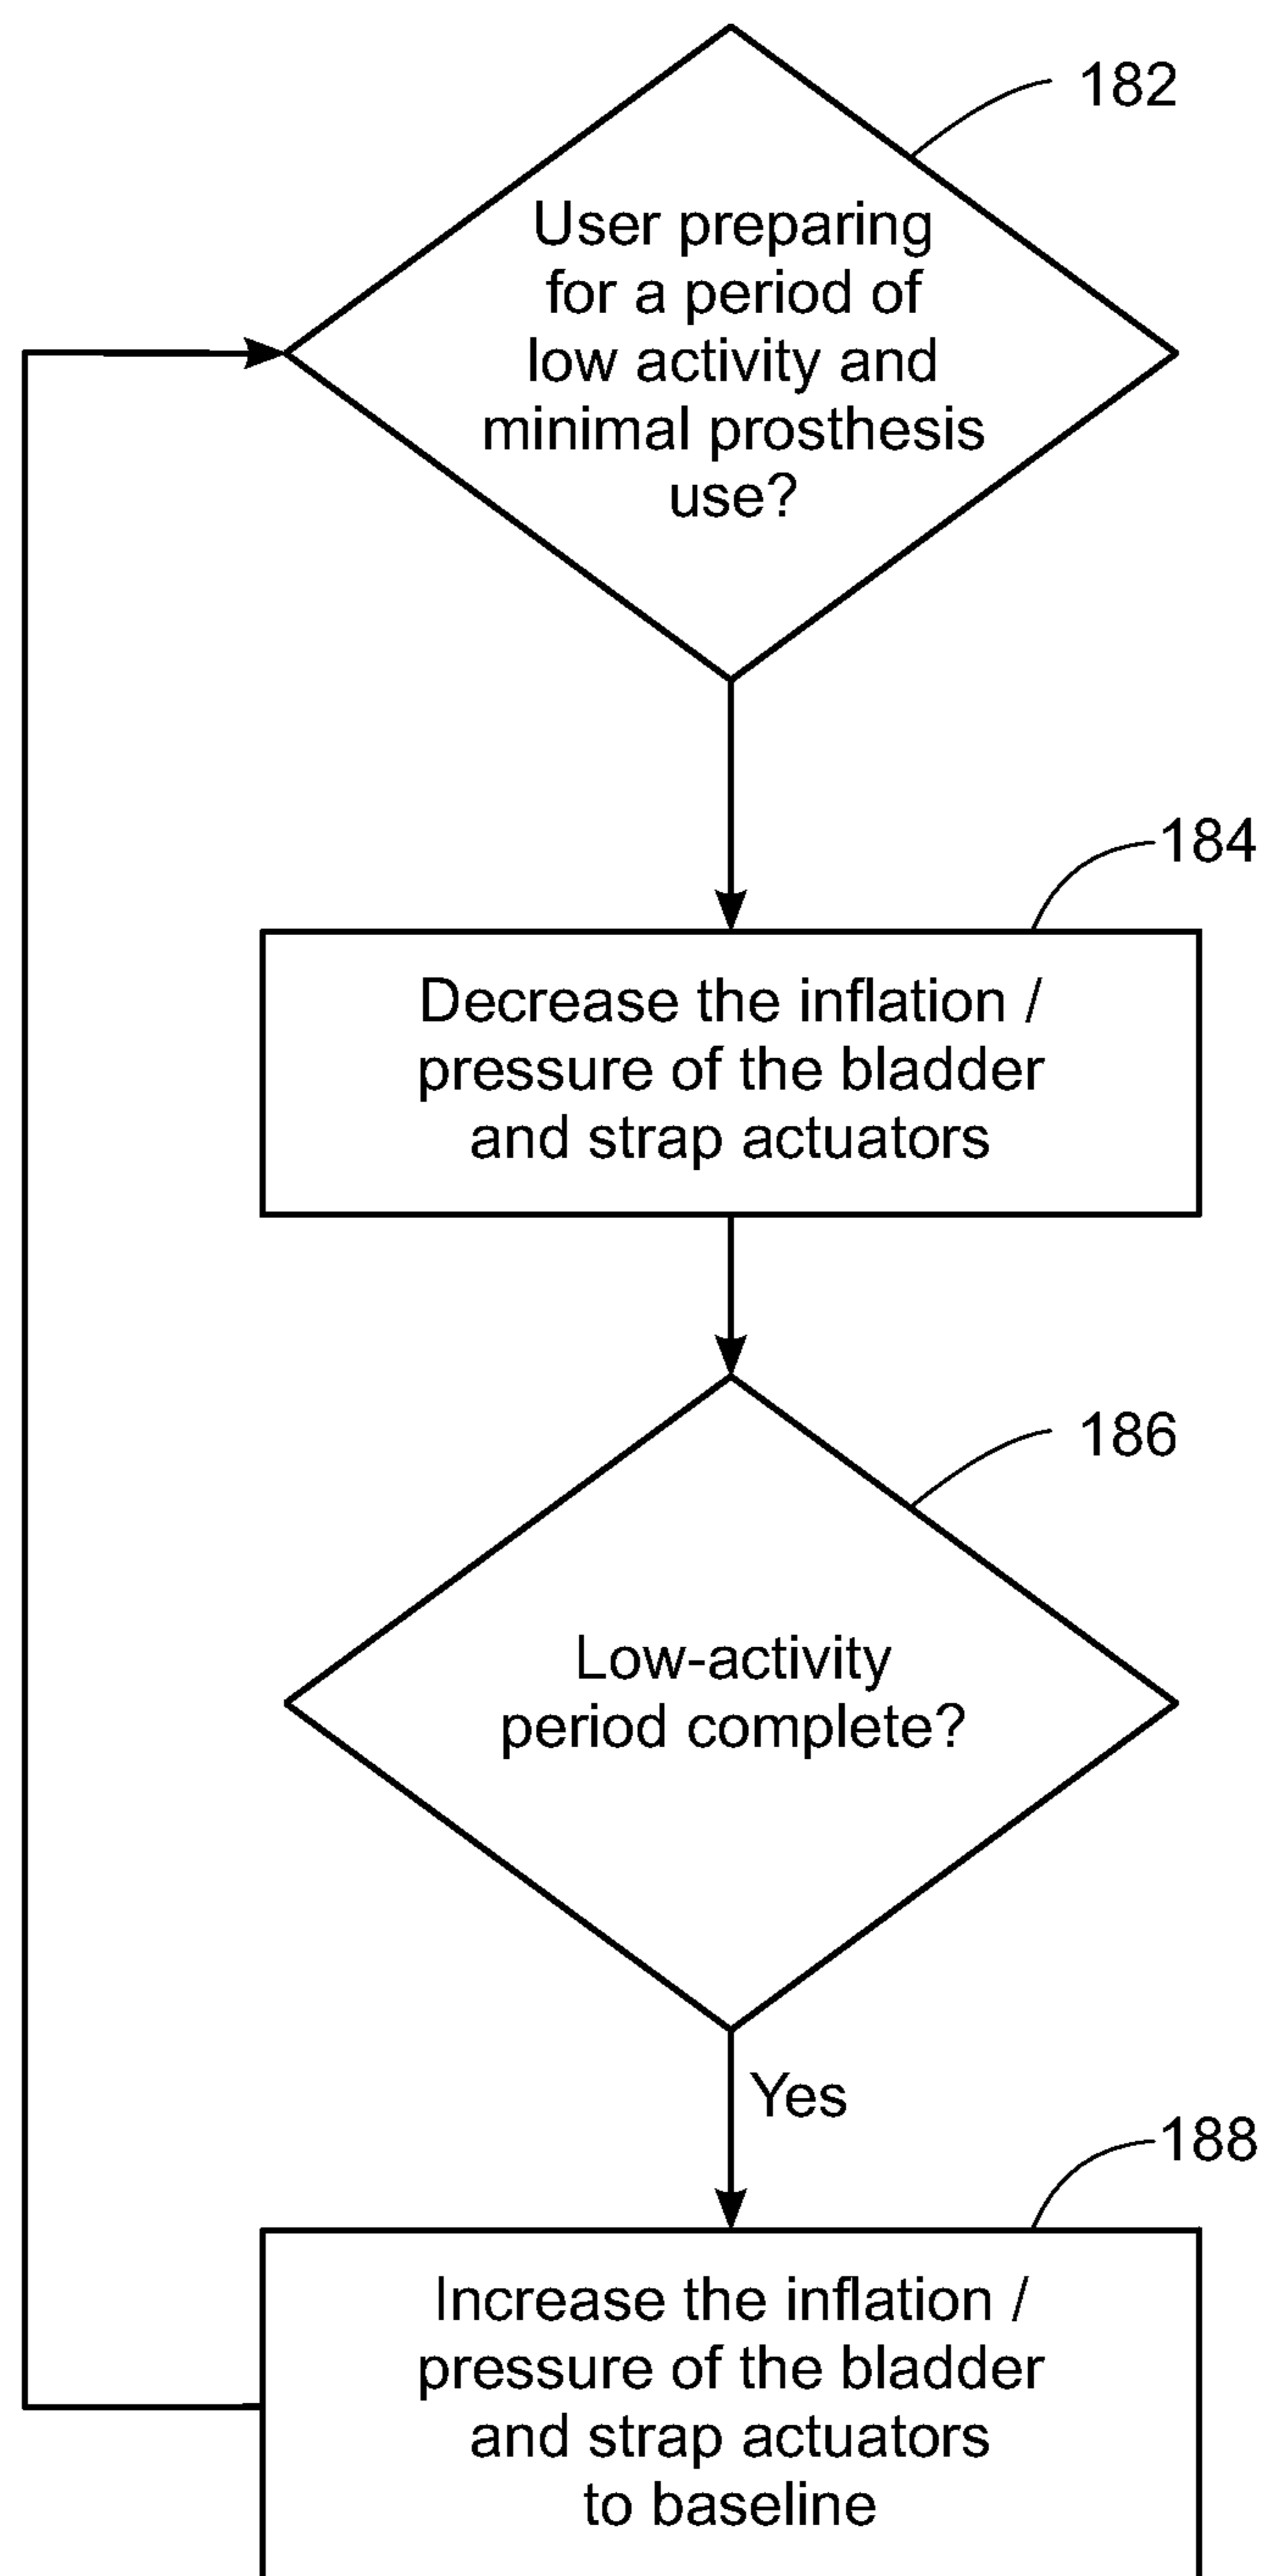 182
User preparing
for a period of
low activity and
minimal prosthesis
use?
184
Decrease the inflation /
pressure of the bladder
and strap actuators
186
Low-activity
period complete?
Yes
188
Increase the inflation /
pressure of the bladder
and strap actuators
to baseline